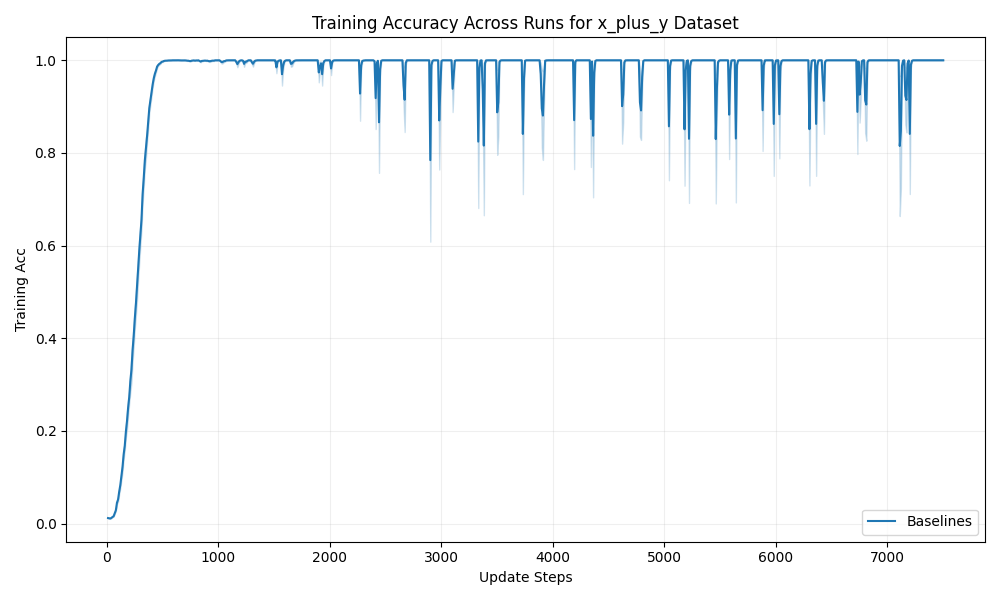 Training Accuracy Across Runs for x_plus_y Dataset
1.0
0.8
0.6
0.4
0.2
0.0
Training Acc
0 1000 2000 3000 4000 5000 6000 7000
Update Steps
Baselines